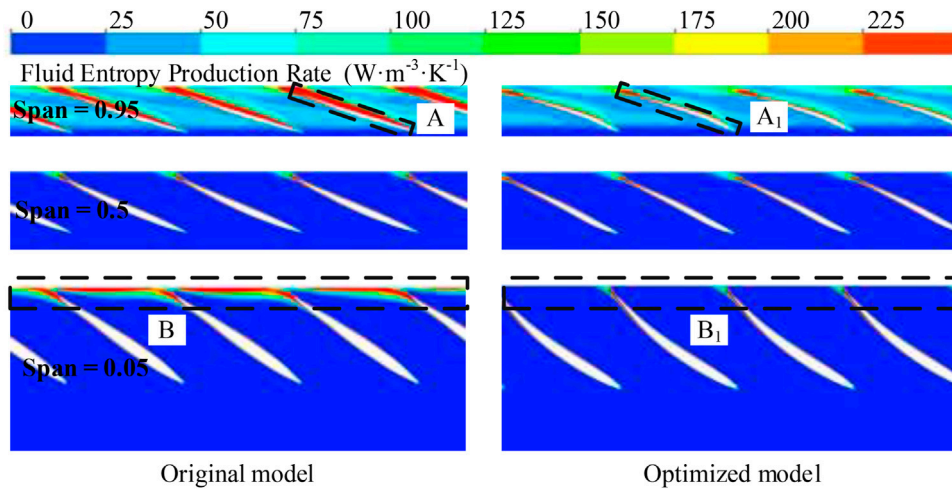 0 25 50 75 100 125 150 175 200 225
Fluid Entropy Production Rate (W·m⁻³·K⁻¹)
Span = 0.95
A
A₁
Span = 0.5
B
B₁
Span = 0.05
Original model
Optimized model